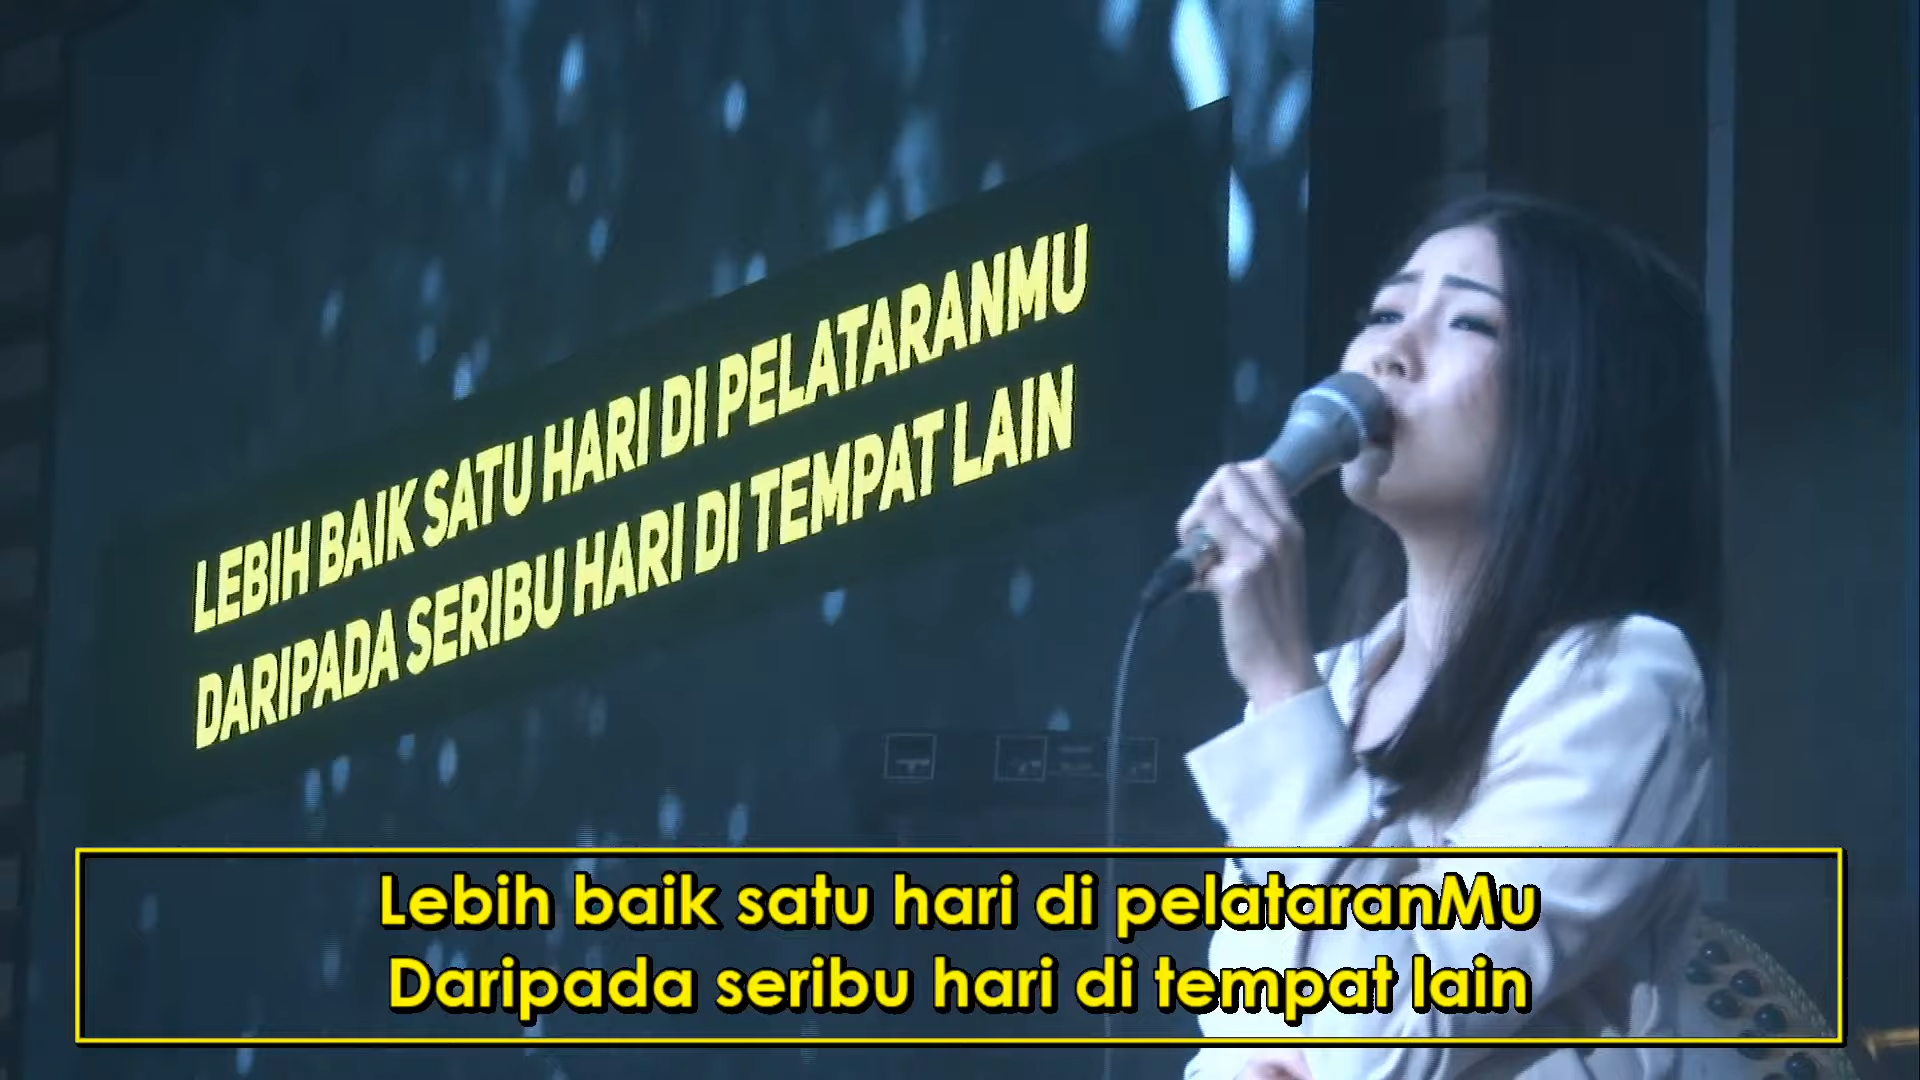 LEBIH BAIK SATU HARI DI PELATARANMU
DARIPADA SERIBU HARI DI TEMPAT LAIN
Lebih baik satu hari di pelataranMu
Daripada seribu hari di tempat lain